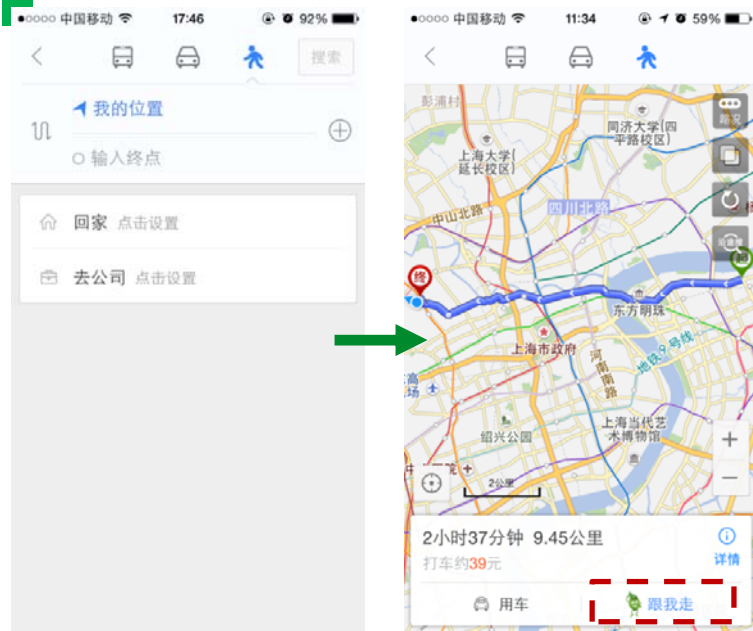 中国移动
17:46
92%
搜索
我的位置
输入终点
回家 点击设置
去公司 点击设置
中国移动
11:34
59%
彭浦村
路况
同济大学(四
平路校区)
上海大学(
延长校区)
中山北路
四川北路
终
起
东方明珠
上海市政府
地铁9号线
河南南路
高
场
上海当代艺
术博物馆
绍兴公园
2公里
2小时37分钟 9.45公里
打车约39元
详情
用车
跟我走